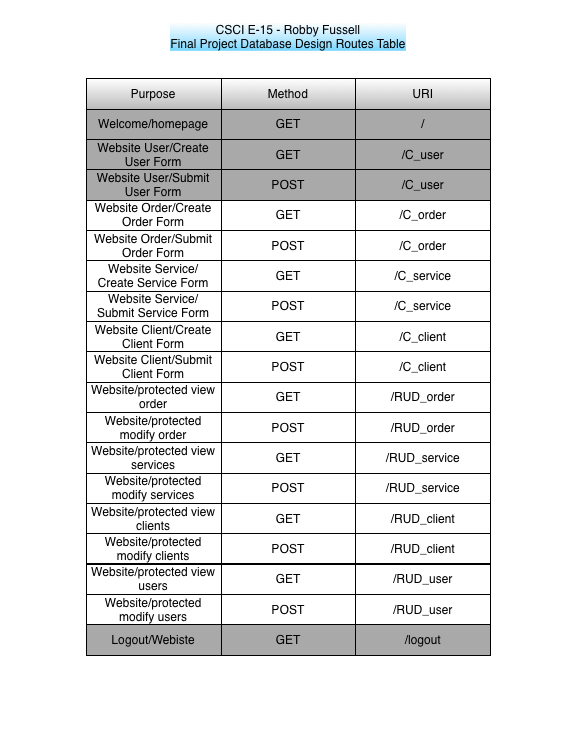 CSCI E-15 - Robby Fussell
Final Project Database Design Routes Table
Purpose Method URI
Welcome/homepage GET /
Website User/Create
User Form GET /C_user
Website User/Submit
User Form POST /C_user
Website Order/Create
Order Form GET /C_order
Website Order/Submit
Order Form POST /C_order
Website Service/
Create Service Form GET /C_service
Website Service/
Submit Service Form POST /C_service
Website Client/Create
Client Form GET /C_client
Website Client/Submit
Client Form POST /C_client
Website/protected view
order GET /RUD_order
Website/protected
modify order POST /RUD_order
Website/protected view
services GET /RUD_service
Website/protected
modify services POST /RUD_service
Website/protected view
clients GET /RUD_client
Website/protected
modify clients POST /RUD_client
Website/protected view
users GET /RUD_user
Website/protected
modify users POST /RUD_user
Logout/Webiste GET /logout